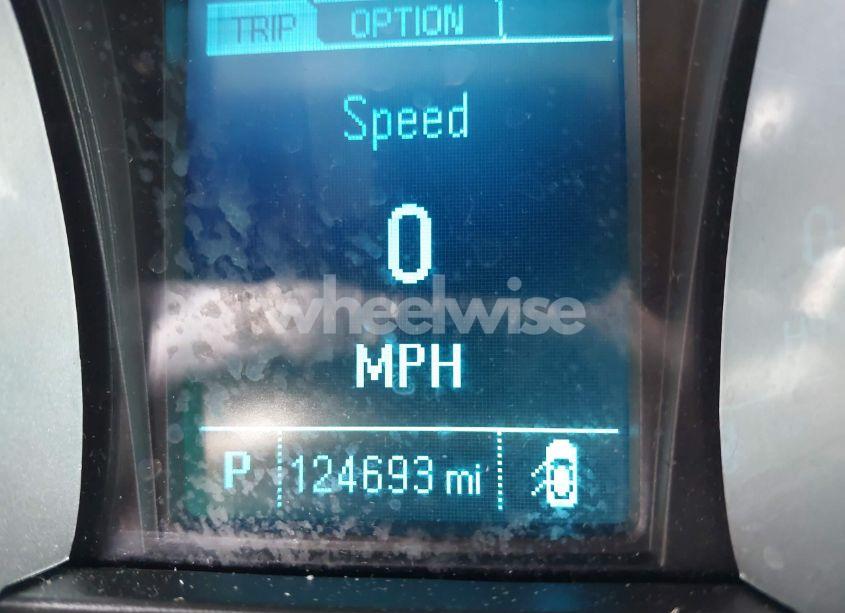 TRIP OPTION
Speed
0
wheelwise
MPH
P 124693 mi